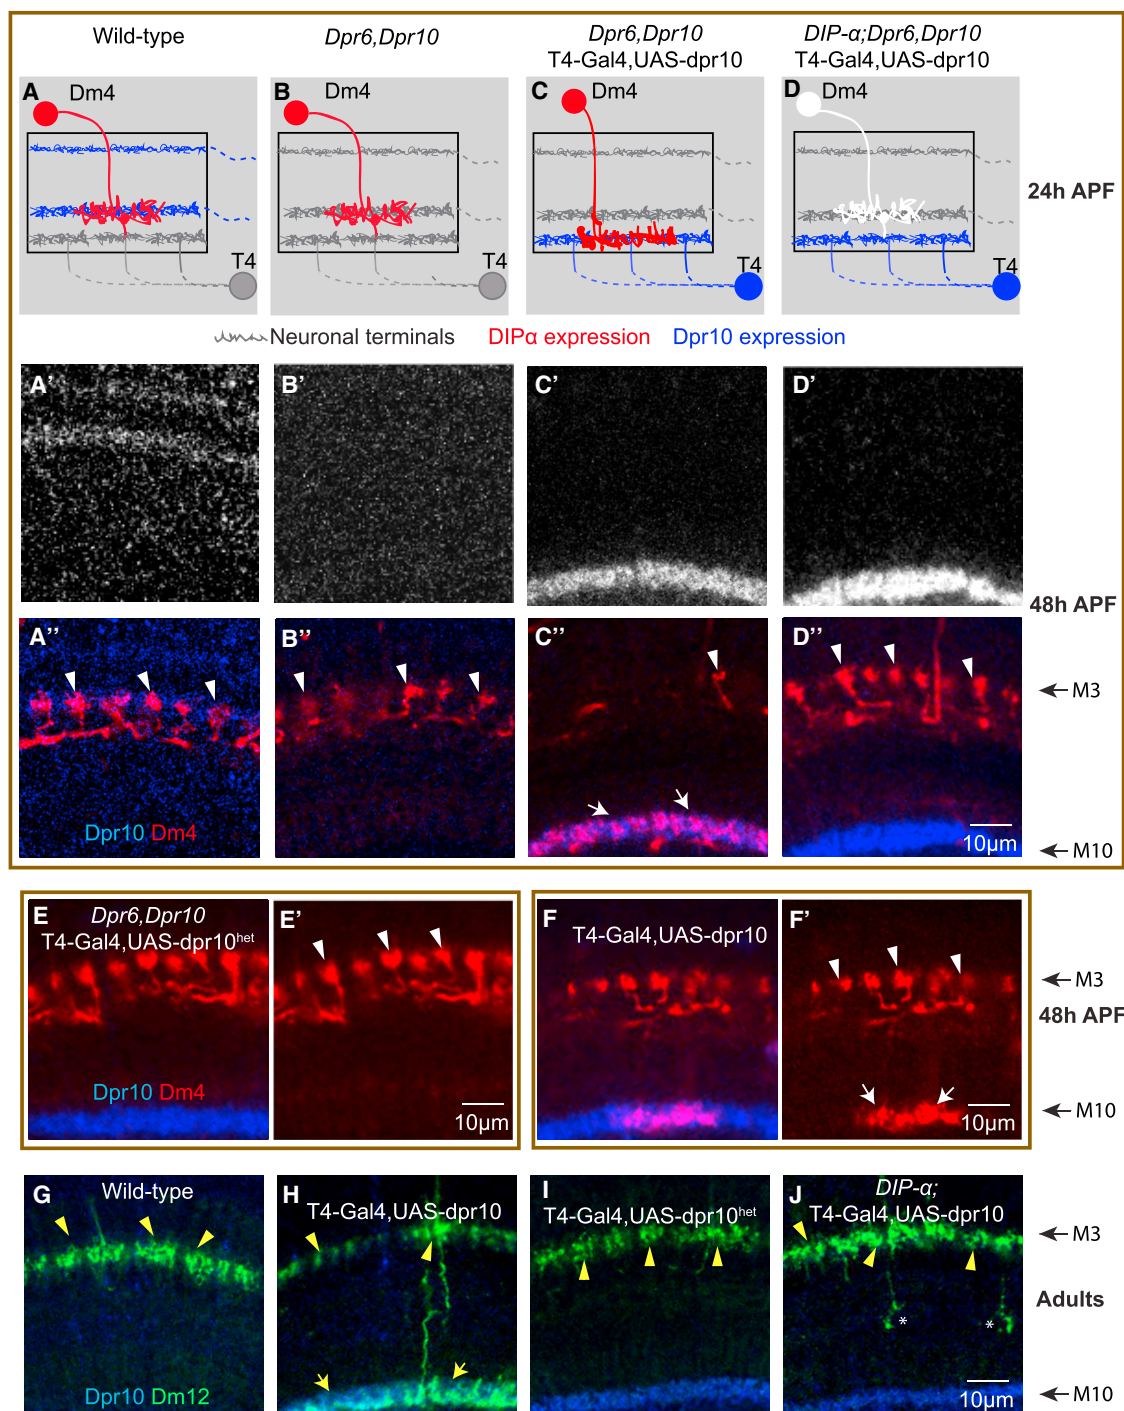 Wild-type
Dpr6,Dpr10
Dpr6,Dpr10
T4-Gal4,UAS-dpr10
DIP-α;Dpr6,Dpr10
T4-Gal4,UAS-dpr10
A
Dm4
T4
B
Dm4
T4
C
Dm4
T4
D
Dm4
T4
24h APF
Neuronal terminals
DIPα expression
Dpr10 expression
A'
B'
C'
D'
48h APF
A''
Dpr10 Dm4
B''
C''
D''
10μm
M3
M10
E
Dpr6,Dpr10
T4-Gal4,UAS-dpr10het
Dpr10 Dm4
E'
10μm
F
T4-Gal4,UAS-dpr10
F'
10μm
M3
48h APF
M10
G
Wild-type
Dpr10 Dm12
H
T4-Gal4,UAS-dpr10
I
T4-Gal4,UAS-dpr10het
J
DIP-α;
T4-Gal4,UAS-dpr10
*
*
10μm
M3
Adults
M10